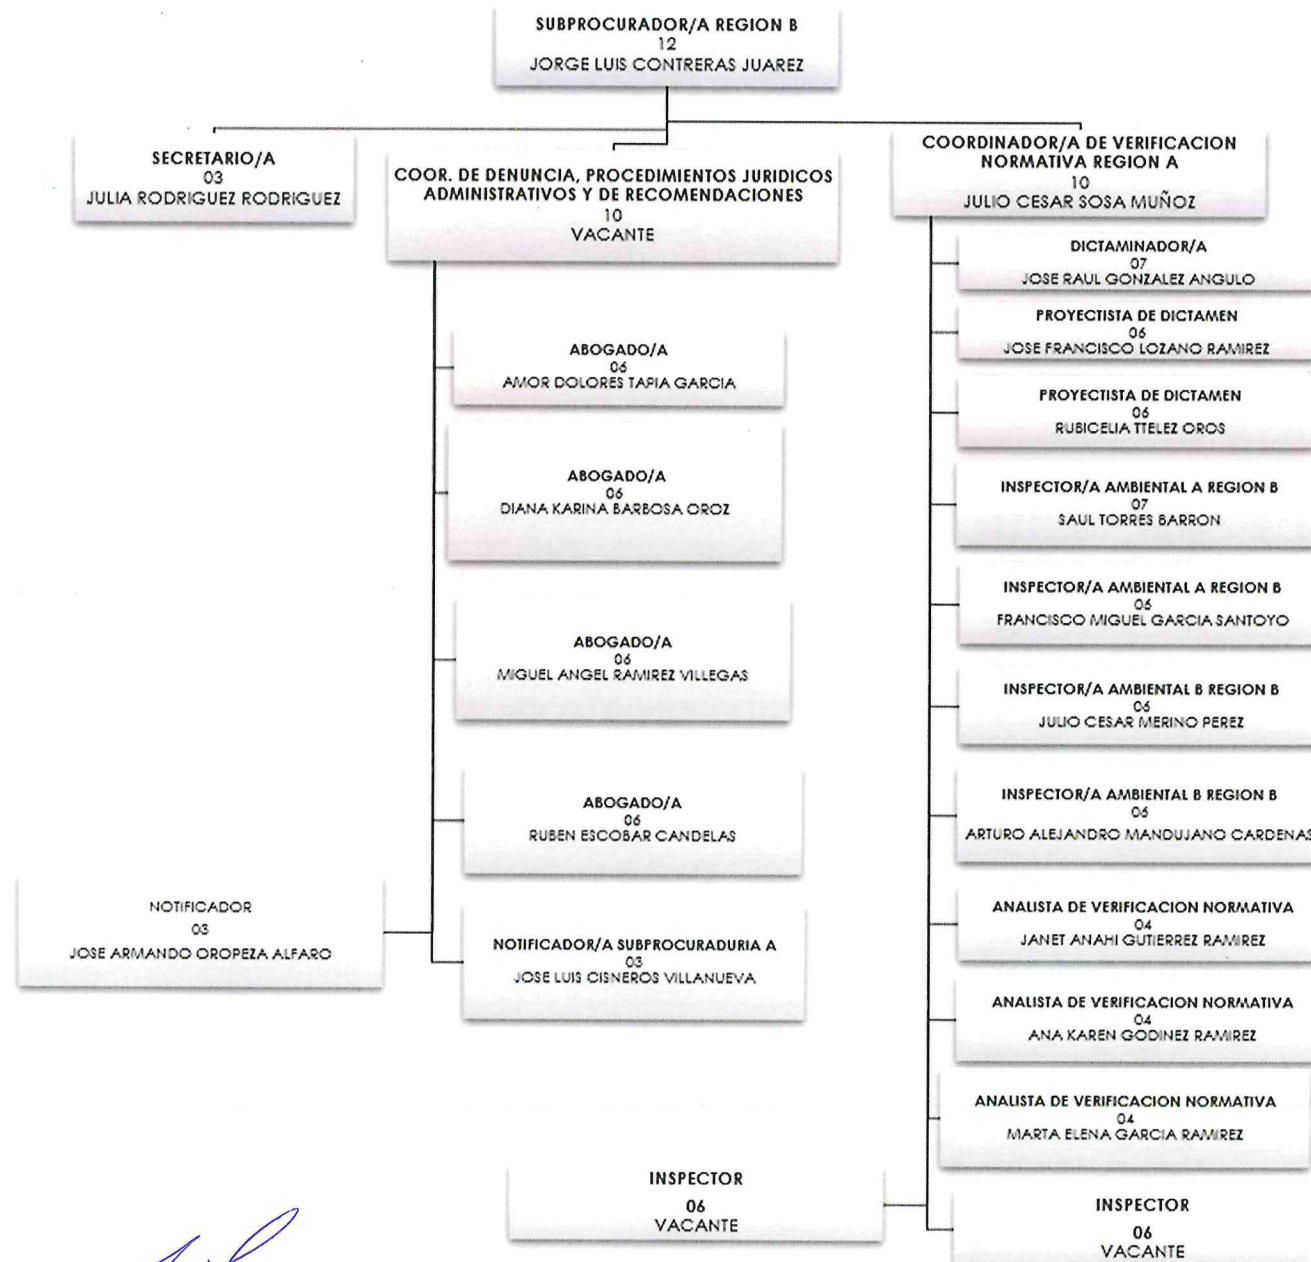 SUBPROCURADOR/A REGION B
12
JORGE LUIS CONTRERAS JUAREZ
SECRETARIO/A
03
JULIA RODRIGUEZ RODRIGUEZ
COOR. DE DENUNCIA, PROCEDIMIENTOS JURIDICOS
ADMINISTRATIVOS Y DE RECOMENDACIONES
10
VACANTE
COORDINADOR/A DE VERIFICACION
NORMATIVA REGION A
10
JULIO CESAR SOSA MUÑOZ
ABOGADO/A
06
AMOR DOLORES TAPIA GARCIA
ABOGADO/A
06
DIANA KARINA BARBOSA OROZ
ABOGADO/A
06
MIGUEL ANGEL RAMIREZ VILLEGAS
ABOGADO/A
06
RUBEN ESCOBAR CANDELAS
NOTIFICADOR
03
JOSE ARMANDO OROPEZA ALFARO
NOTIFICADOR/A SUBPROCURADURIA A
03
JOSE LUIS CISNEROS VILLANUEVA
DICTAMINADOR/A
07
JOSE RAUL GONZALEZ ANGULO
PROYECTISTA DE DICTAMEN
06
JOSE FRANCISCO LOZANO RAMIREZ
PROYECTISTA DE DICTAMEN
06
RUBICELIA TTELEZ OROS
INSPECTOR/A AMBIENTAL A REGION B
07
SAUL TORRES BARRON
INSPECTOR/A AMBIENTAL A REGION B
06
FRANCISCO MIGUEL GARCIA SANTOYO
INSPECTOR/A AMBIENTAL B REGION B
06
JULIO CESAR MERINO PEREZ
INSPECTOR/A AMBIENTAL B REGION B
06
ARTURO ALEJANDRO MANDUJANO CARDENAS
ANALISTA DE VERIFICACION NORMATIVA
04
JANET ANAHI GUTIERREZ RAMIREZ
ANALISTA DE VERIFICACION NORMATIVA
04
ANA KAREN GODINEZ RAMIREZ
ANALISTA DE VERIFICACION NORMATIVA
04
MARTA ELENA GARCIA RAMIREZ
INSPECTOR
06
VACANTE
INSPECTOR
06
VACANTE